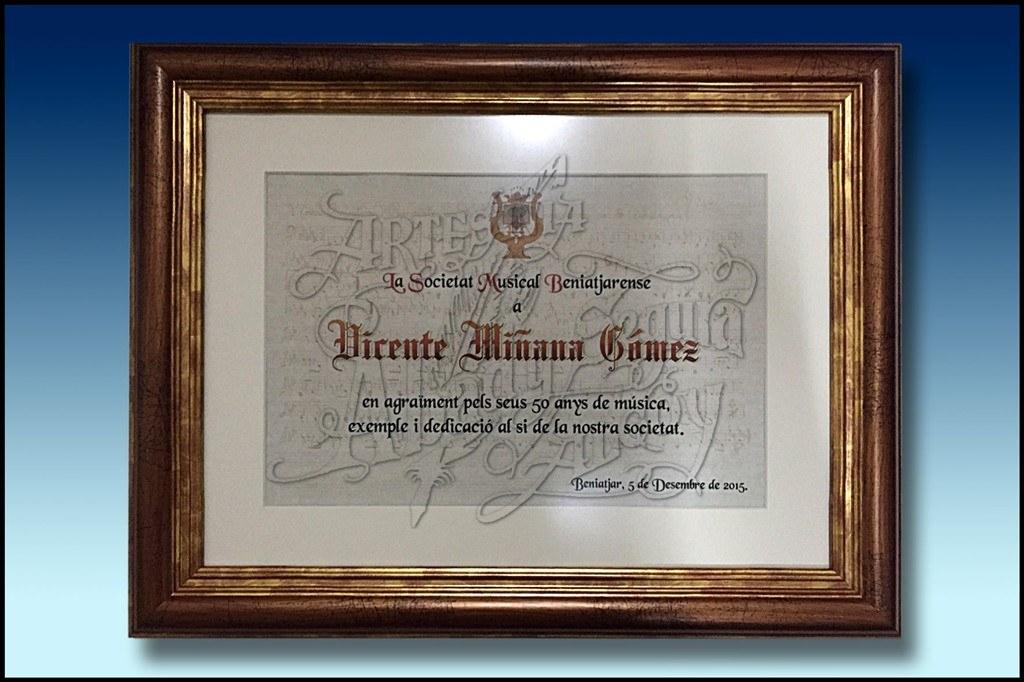 La Societat Musical Beniatjarense
a
Vicente Miñana Gómez
en agraïment pels seus 50 anys de música,
exemple i dedicació al si de la nostra societat.
Beniatjar, 5 de Desembre de 2015.